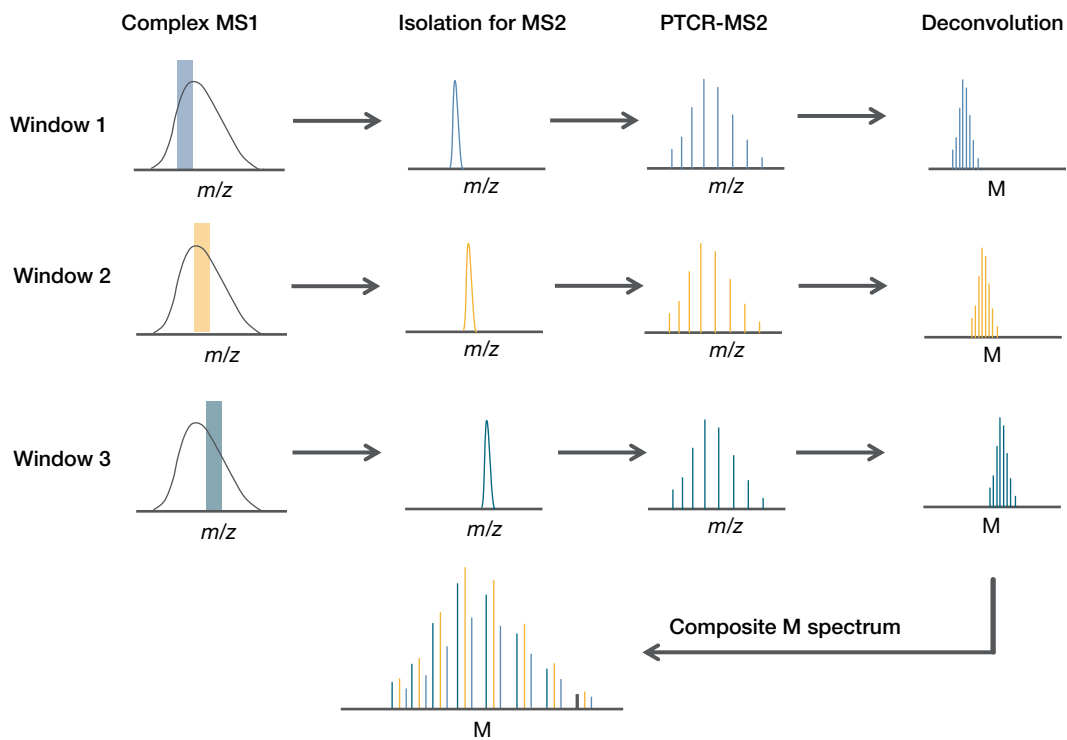 Complex MS1
Isolation for MS2
PTCR-MS2
Deconvolution
Window 1
m/z
m/z
m/z
M
Window 2
m/z
m/z
m/z
M
Window 3
m/z
m/z
m/z
M
Composite M spectrum
M